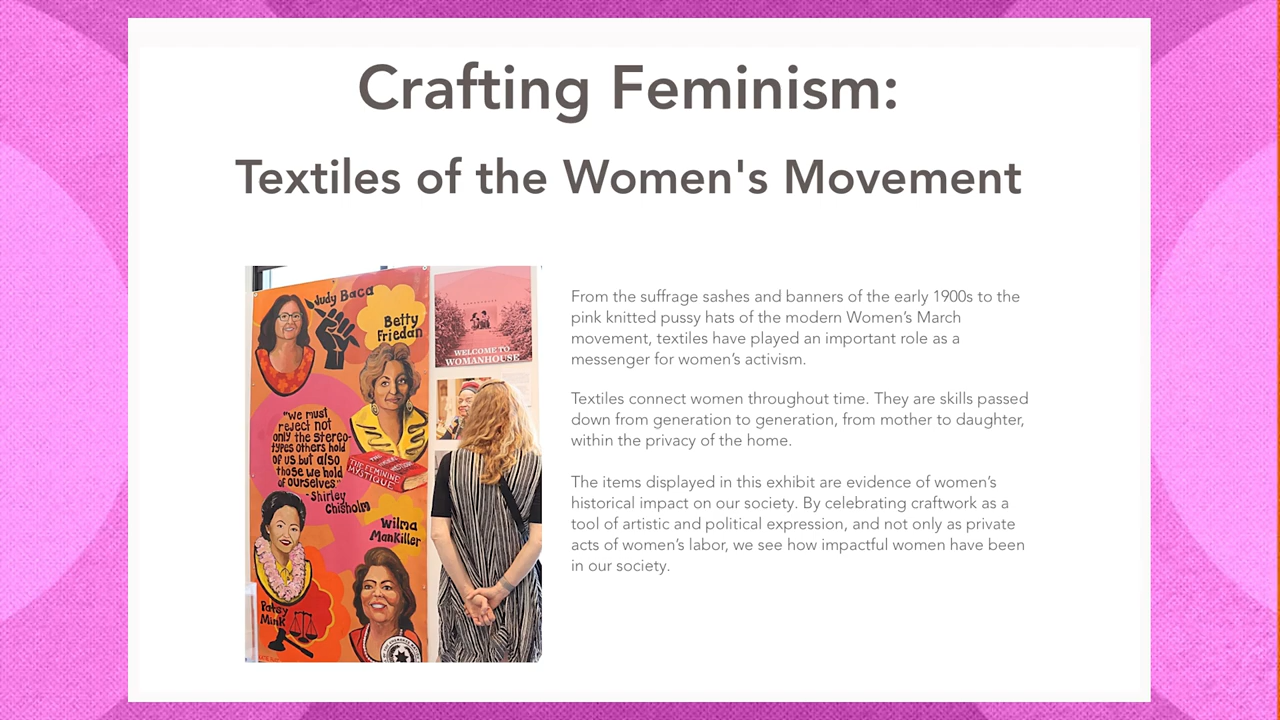 Crafting Feminism:
Textiles of the Women's Movement
Judy Baca
Betty
Friedan
"We must
reject not
only the stereo-
types others hold
of us but also
those we hold
of ourselves"
- Shirley
Chisholm
THE FEMININE
MYSTIQUE
Wilma
ManKiller
Patsy
Mink
WELCOME TO
WOMANHOUSE
From the suffrage sashes and banners of the early 1900s to the
pink knitted pussy hats of the modern Women’s March
movement, textiles have played an important role as a
messenger for women’s activism.
Textiles connect women throughout time. They are skills passed
down from generation to generation, from mother to daughter,
within the privacy of the home.
The items displayed in this exhibit are evidence of women’s
historical impact on our society. By celebrating craftwork as a
tool of artistic and political expression, and not only as private
acts of women’s labor, we see how impactful women have been
in our society.